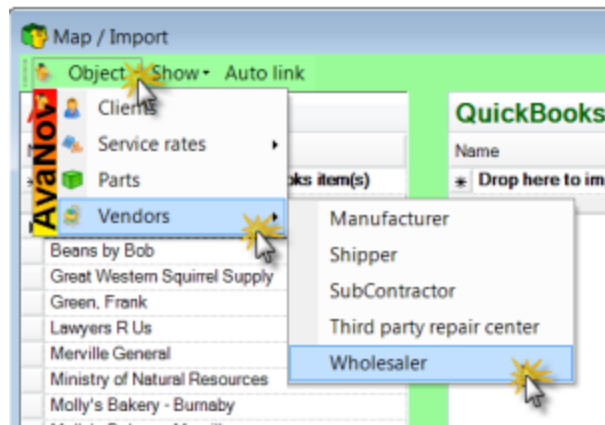 Map / Import
Object Show Auto link
AvaNov
Clients
Service rates
Parts
Vendors
Manufacturer
Shipper
SubContractor
Third party repair center
Wholesaler
item(s)
Beans by Bob
Great Western Squirrel Supply
Green, Frank
Lawyers R Us
Merville General
Ministry of Natural Resources
Molly's Bakery - Burnaby
QuickBooks
Name
Drop here to im